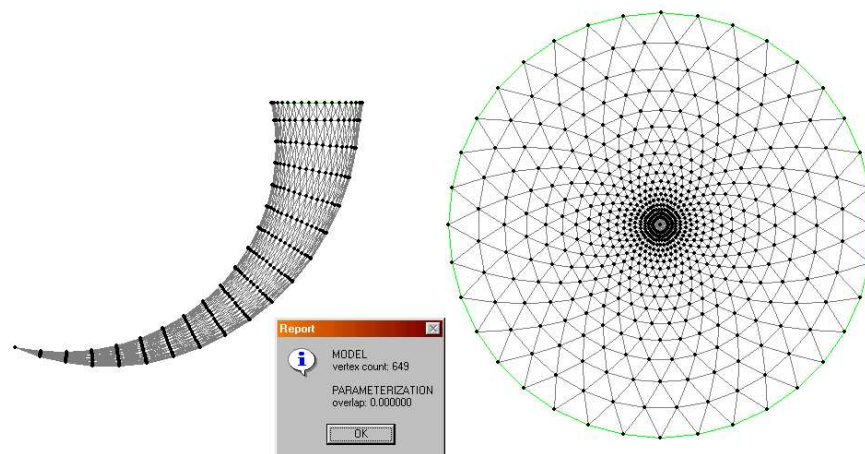 Report
MODEL
vertex count: 649
PARAMETERIZATION
overlap: 0.000000
OK